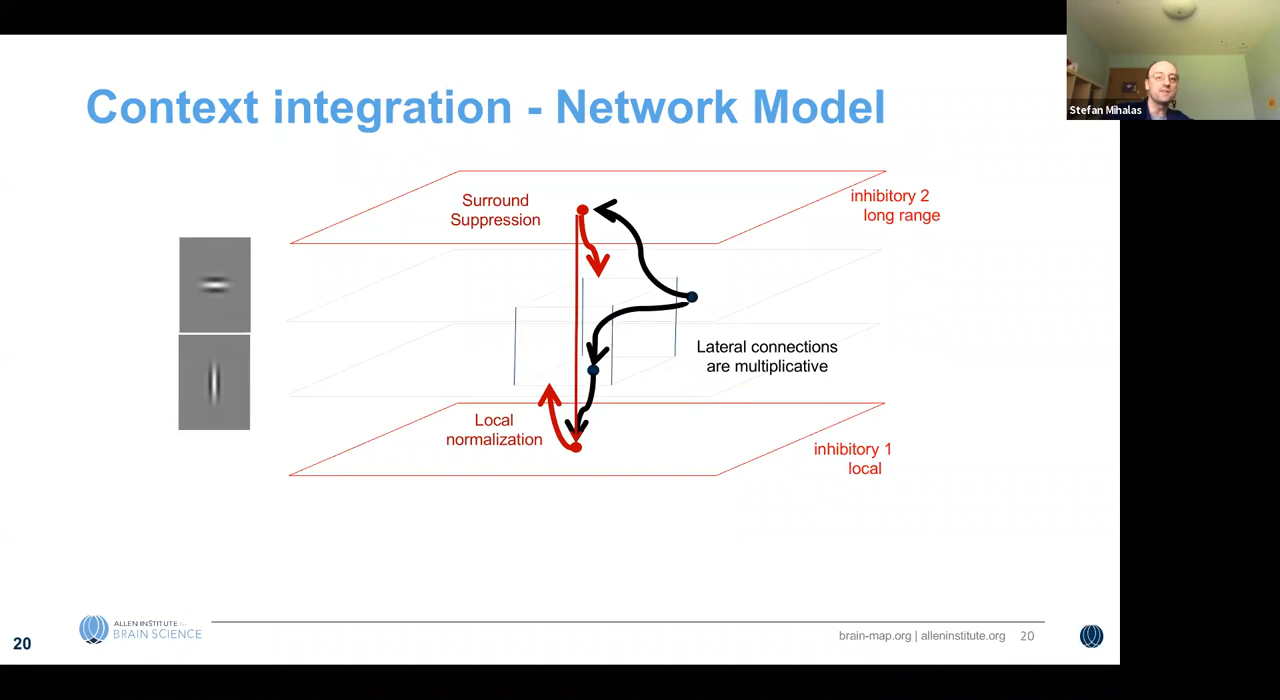 Stefan Mihalas
Context integration - Network Model
Surround
Suppression
inhibitory 2
long range
Lateral connections
are multiplicative
Local
normalization
inhibitory 1
local
ALLEN INSTITUTE for
BRAIN SCIENCE
brain-map.org | alleninstitute.org 20
20